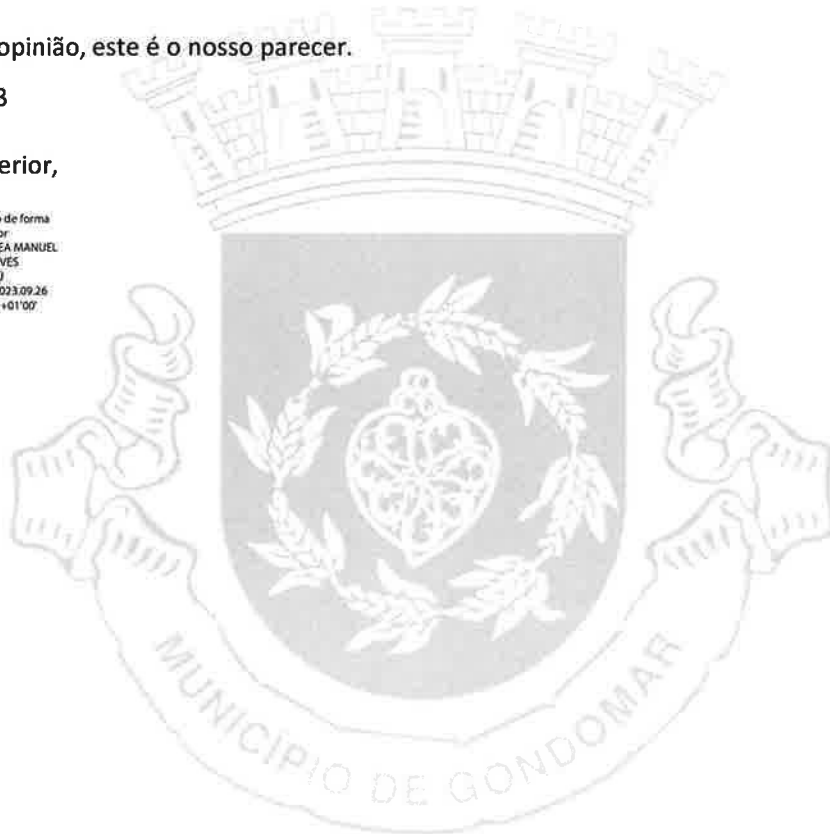 opinião, este é o nosso parecer.
3
erior,
de forma
or
EA MANUEL
VES
023.09.26
+01'00'
MUNICÍPIO DE GONDOMAR